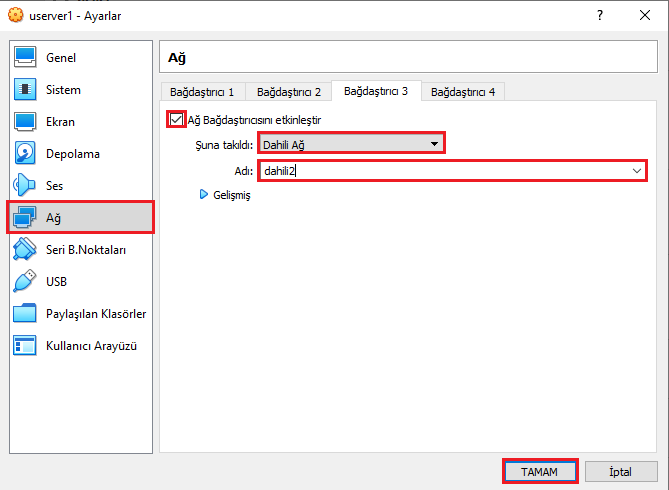 userver1 - Ayarlar
?
Genel
Sistem
Ekran
Depolama
Ses
Ağ
Seri B.Noktaları
USB
Paylaşılan Klasörler
Kullanıcı Arayüzü
Ağ
Bağdaştırıcı 1 Bağdaştırıcı 2 Bağdaştırıcı 3 Bağdaştırıcı 4
Ağ Bağdaştırıcısını etkinleştir
Şuna takıldı: Dahili Ağ
Adı: dahili2
Gelişmiş
TAMAM İptal